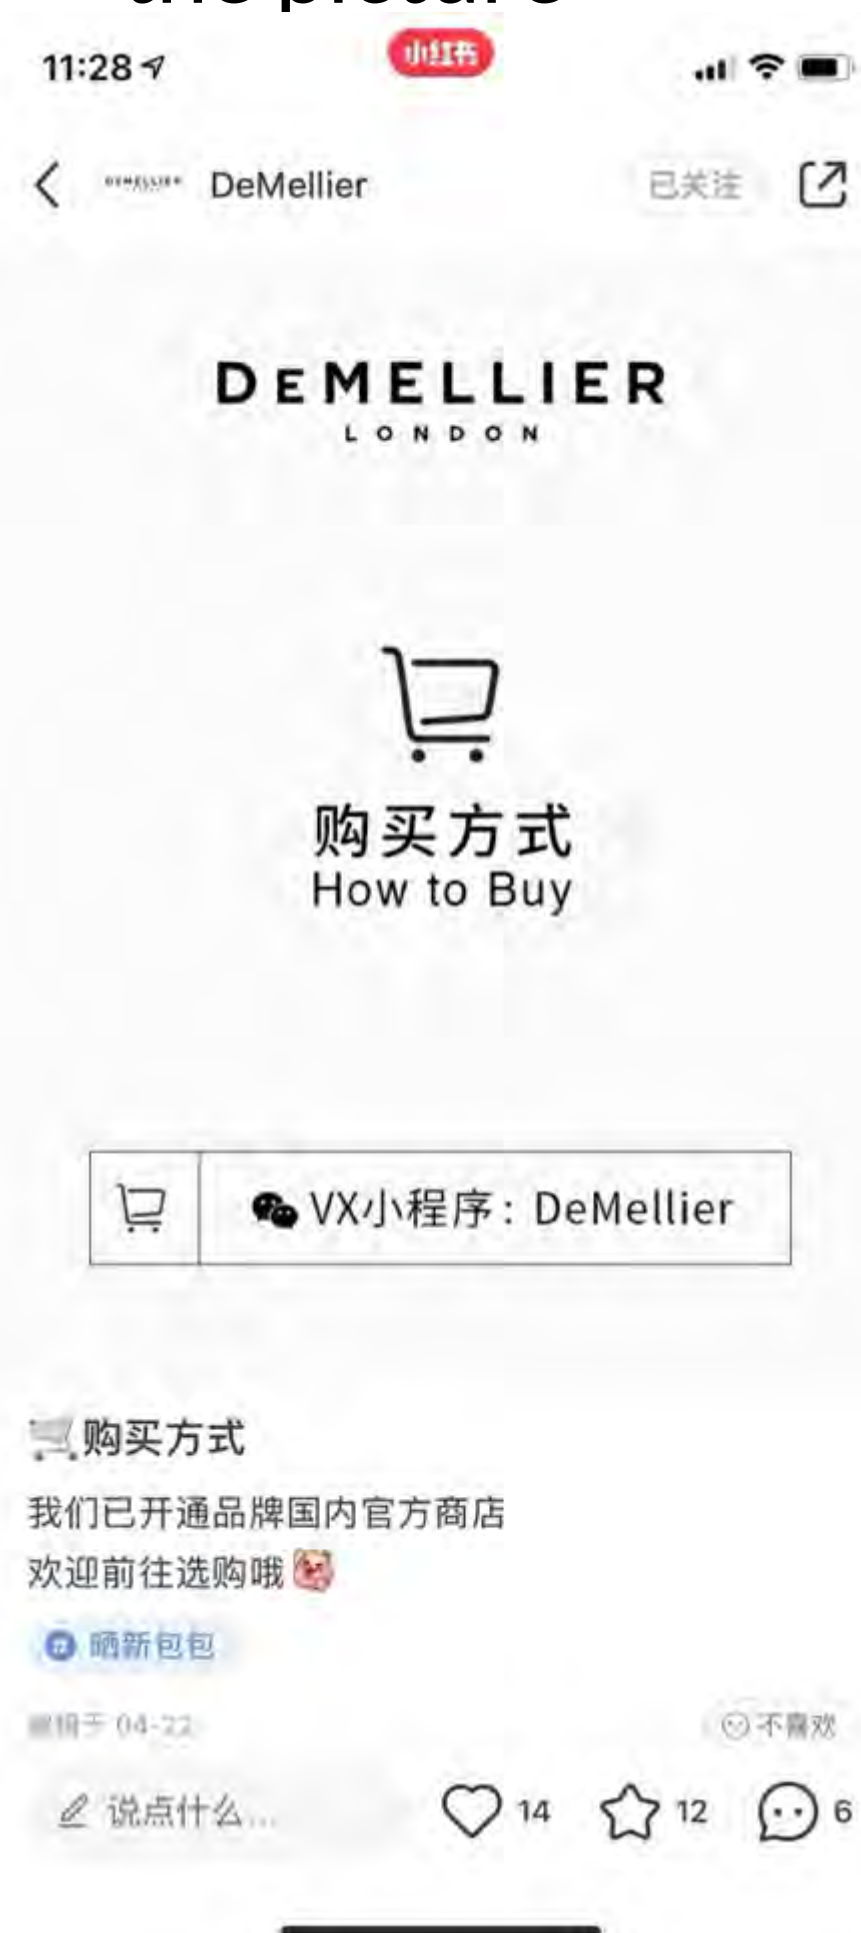 the picture
11:28
小红书
DEMELLIER DeMellier 已关注
DEMELLIER
LONDON
购买方式
How to Buy
VX小程序：DeMellier
购买方式
我们已开通品牌国内官方商店
欢迎前往选购哦
晒新包包
编辑于 04-22 不喜欢
说点什么... 14 12 6